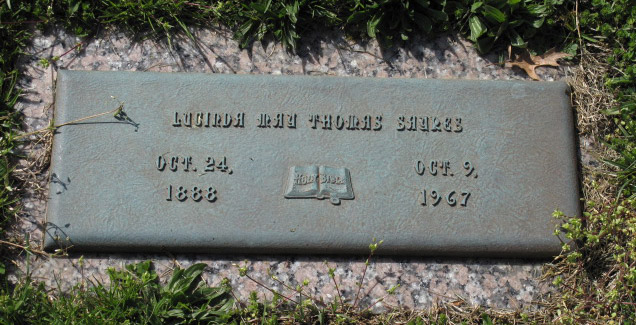 LUCINDA MAY THOMAS SAYRES
OCT. 24,
1888
HOLY BIBLE
OCT. 9,
1967